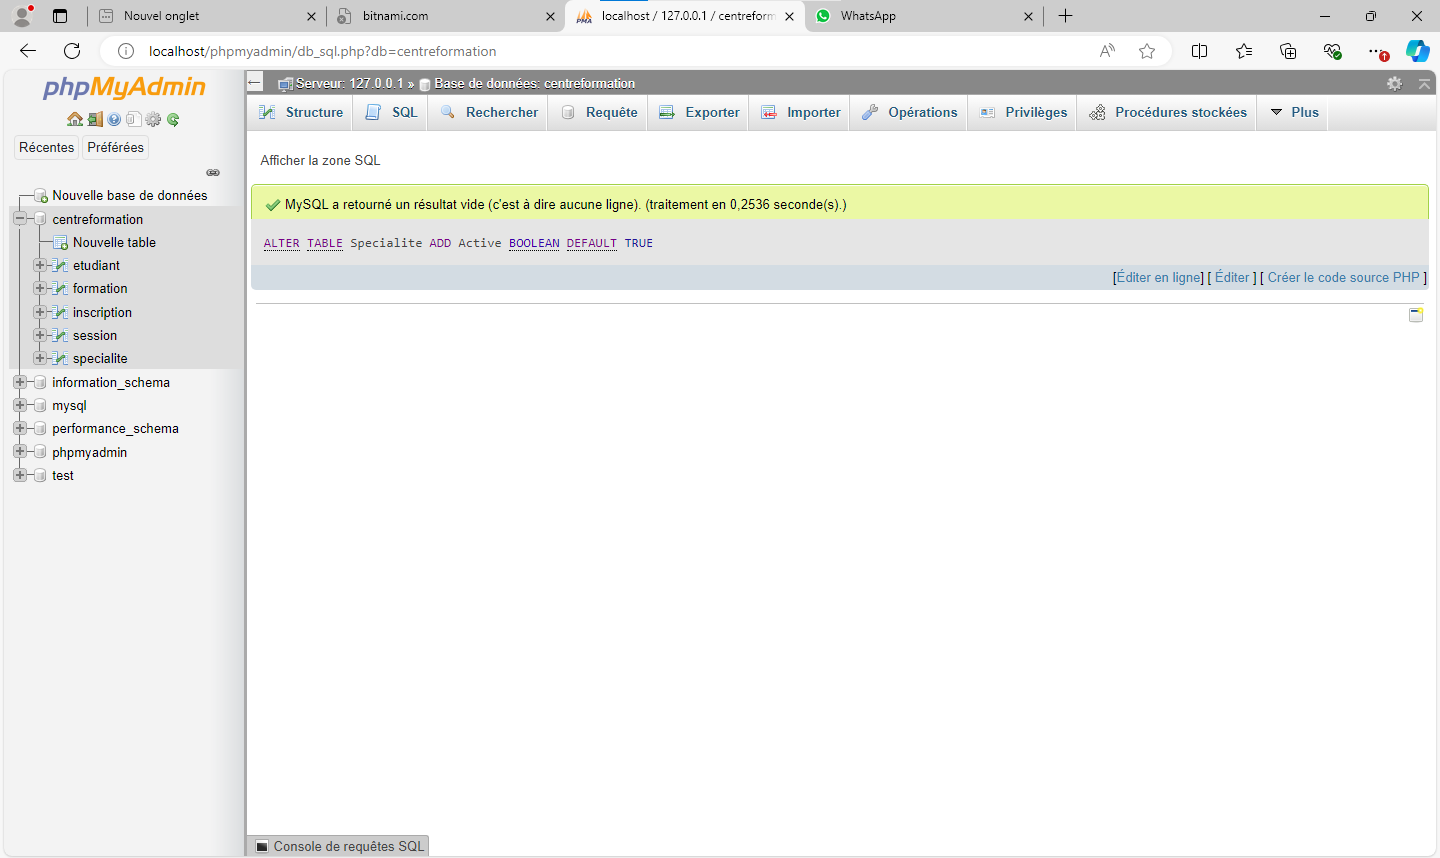 Nouvel onglet
bitnami.com
localhost / 127.0.0.1 / centreform
WhatsApp
localhost/phpmyadmin/db_sql.php?db=centreformation
phpMyAdmin
Récentes Préférées
Nouvelle base de données
centreformation
Nouvelle table
etudiant
formation
inscription
session
specialite
information_schema
mysql
performance_schema
phpmyadmin
test
Serveur: 127.0.0.1 » Base de données: centreformation
Structure SQL Rechercher Requête Exporter Importer Opérations Privilèges Procédures stockées Plus
Afficher la zone SQL
MySQL a retourné un résultat vide (c'est à dire aucune ligne). (traitement en 0,2536 seconde(s).)
ALTER TABLE Specialite ADD Active BOOLEAN DEFAULT TRUE
[Éditer en ligne] [ Éditer ] [ Créer le code source PHP ]
Console de requêtes SQL